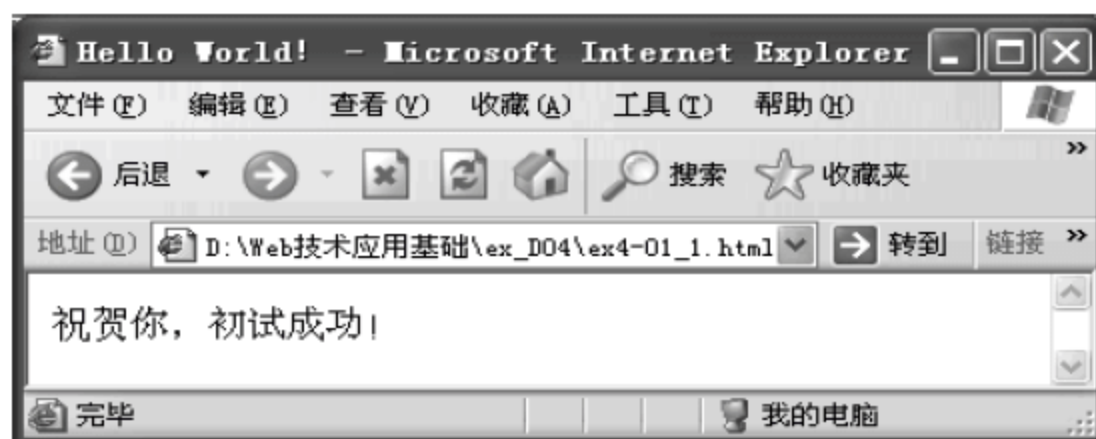 Hello World! - Microsoft Internet Explorer
文件(F) 编辑(E) 查看(V) 收藏(A) 工具(T) 帮助(H)
后退 搜索 收藏夹 »
地址(D) D:\Web技术应用基础\ex_D04\ex4-01_1.html 转到 链接 »
祝贺你，初试成功！
完毕 我的电脑